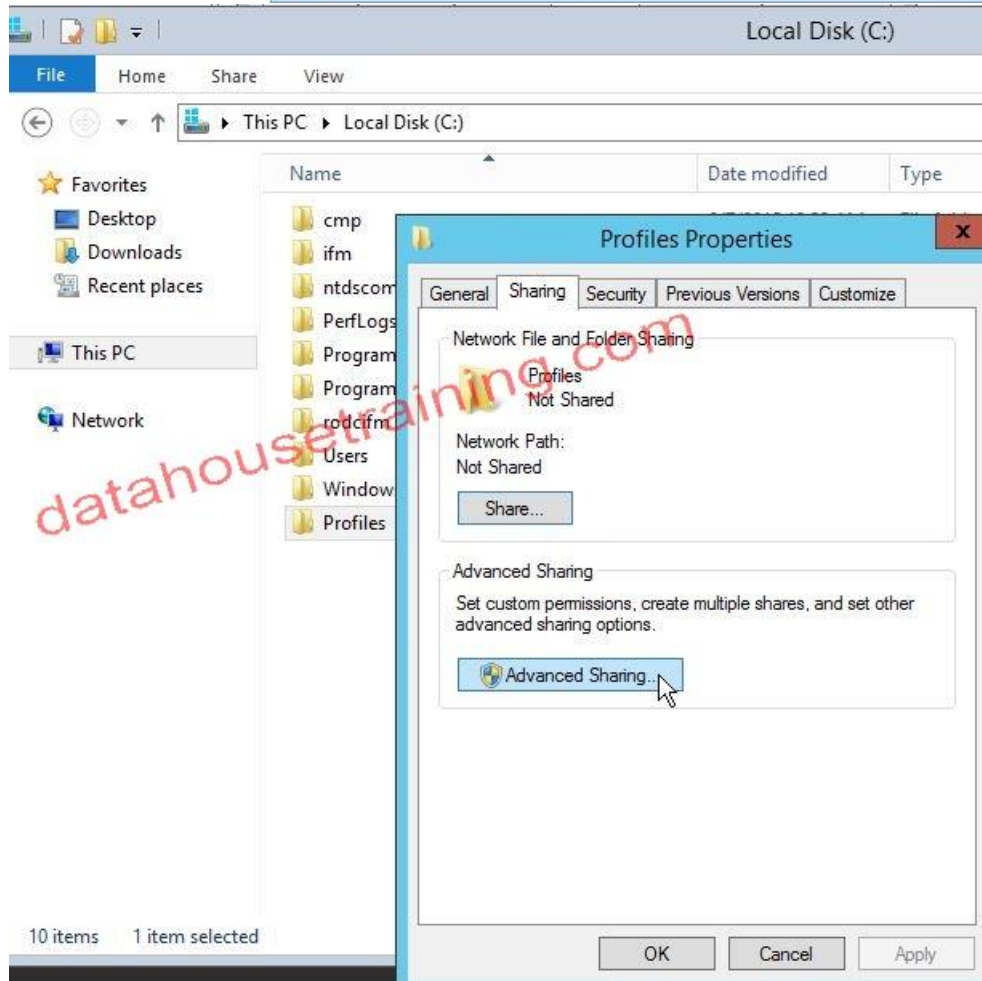 Local Disk (C:)
File Home Share View
This PC Local Disk (C:)
Name Date modified Type
Favorites
Desktop
Downloads
Recent places
This PC
Network
cmp
ifm
ntdscom
PerfLogs
Program
Program
rodcifm
Users
Window
Profiles
Profiles Properties
x
General Sharing Security Previous Versions Customize
Network File and Folder Sharing
Profiles
Not Shared
Network Path:
Not Shared
Share...
Advanced Sharing
Set custom permissions, create multiple shares, and set other
advanced sharing options.
Advanced Sharing...
OK Cancel Apply
10 items 1 item selected
datahousetraining.com